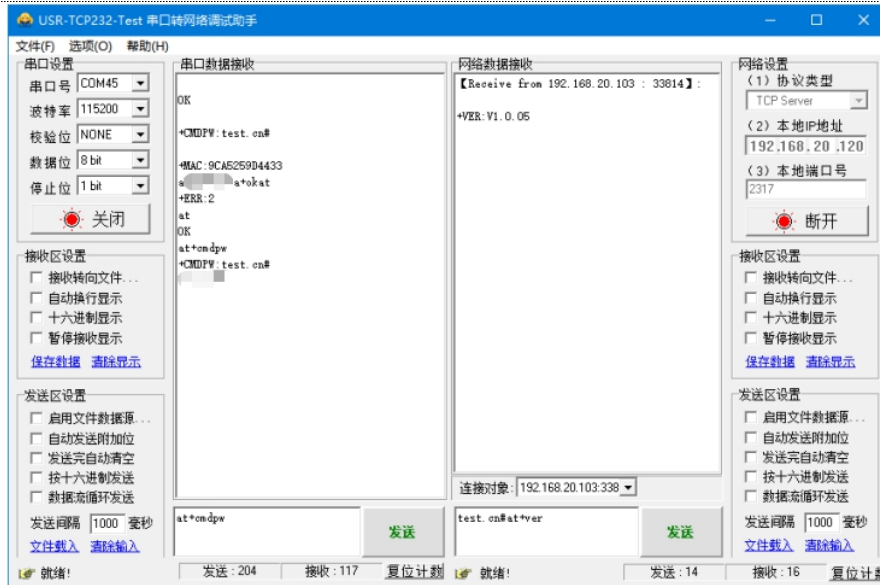 USR-TCP232-Test 串口转网络调试助手
文件(F) 选项(O) 帮助(H)
串口设置
串口号 COM45
波特率 115200
校验位 NONE
数据位 8 bit
停止位 1 bit
关闭
接收区设置
接收转向文件...
自动换行显示
十六进制显示
暂停接收显示
保存数据 清除显示
发送区设置
启用文件数据源...
自动发送附加位
发送完自动清空
按十六进制发送
数据流循环发送
发送间隔 1000 毫秒
文件载入 清除输入
串口数据接收
OK
+CMDPW:test.cn#
+MAC:9CA5259D4433
a a+okat
+ERR:2
at
OK
at+cmdpw
+CMDPW:test.cn#
at+cmdpw
发送
网络数据接收
【Receive from 192.168.20.103 : 33814】:
+VER:V1.0.05
连接对象: 192.168.20.103:338
test.cn#at+ver
发送
网络设置
(1) 协议类型
TCP Server
(2) 本地IP地址
192.168.20.120
(3) 本地端口号
2317
断开
接收区设置
接收转向文件...
自动换行显示
十六进制显示
暂停接收显示
保存数据 清除显示
发送区设置
启用文件数据源...
自动发送附加位
发送完自动清空
按十六进制发送
数据流循环发送
发送间隔 1000 毫秒
文件载入 清除输入
就绪! 发送:204 接收:117 复位计数
就绪! 发送:14 接收:16 复位计